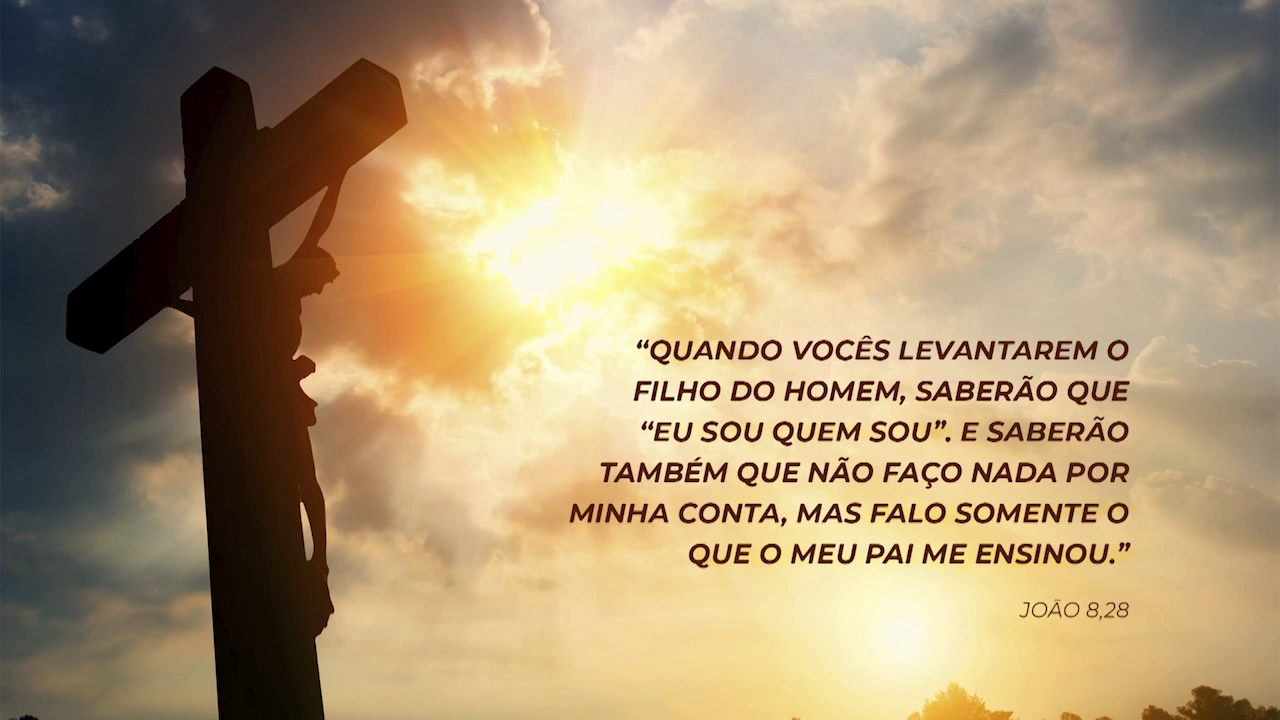 “QUANDO VOCÊS LEVANTAREM O
FILHO DO HOMEM, SABERÃO QUE
“EU SOU QUEM SOU”. E SABERÃO
TAMBÉM QUE NÃO FAÇO NADA POR
MINHA CONTA, MAS FALO SOMENTE O
QUE O MEU PAI ME ENSINOU.”
JOÃO 8,28